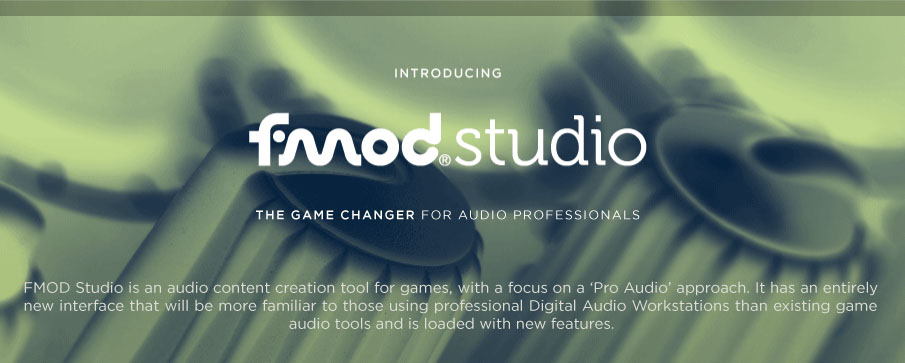 INTRODUCING
fmod® studio
THE GAME CHANGER FOR AUDIO PROFESSIONALS
FMOD Studio is an audio content creation tool for games, with a focus on a ‘Pro Audio’ approach. It has an entirely
new interface that will be more familiar to those using professional Digital Audio Workstations than existing game
audio tools and is loaded with new features.